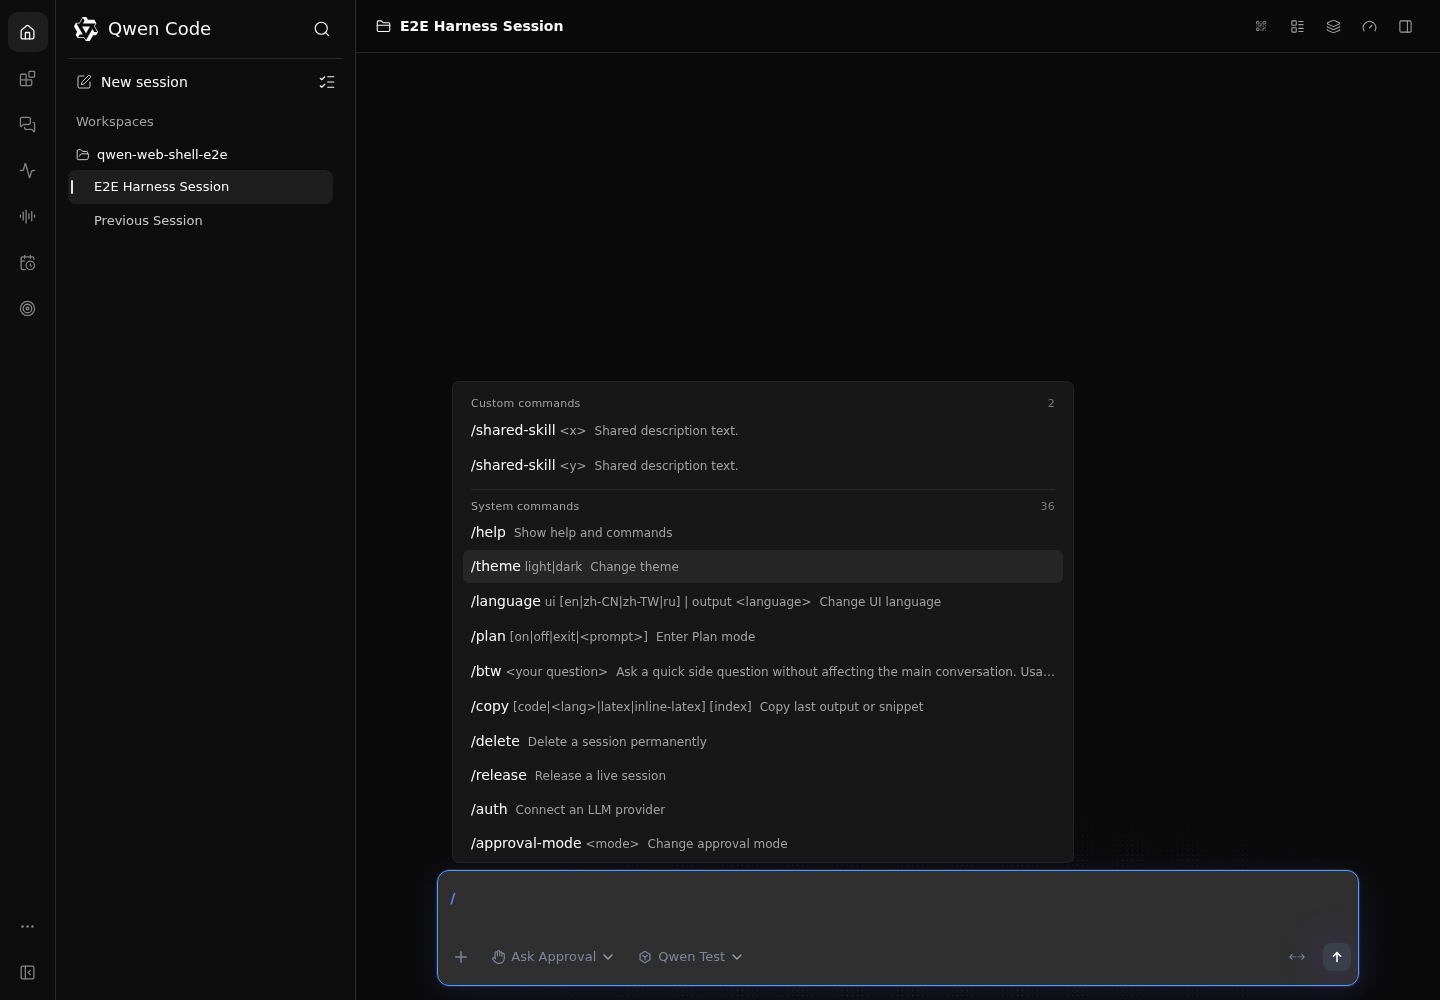 Qwen Code
New session
Workspaces
qwen-web-shell-e2e
E2E Harness Session
Previous Session
E2E Harness Session
Custom commands 2
/shared-skill <x> Shared description text.
/shared-skill <y> Shared description text.
System commands 36
/help Show help and commands
/theme light|dark Change theme
/language ui [en|zh-CN|zh-TW|ru] | output <language> Change UI language
/plan [on|off|exit|<prompt>] Enter Plan mode
/btw <your question> Ask a quick side question without affecting the main conversation. Usa…
/copy [code|<lang>|latex|inline-latex] [index] Copy last output or snippet
/delete Delete a session permanently
/release Release a live session
/auth Connect an LLM provider
/approval-mode <mode> Change approval mode
/
Ask Approval
Qwen Test